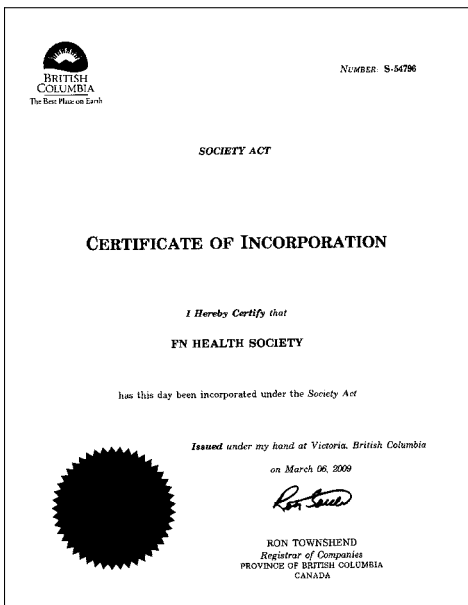 BRITISH
COLUMBIA
The Best Place on Earth
NUMBER: S-54796
SOCIETY ACT
CERTIFICATE OF INCORPORATION
I Hereby Certify that
FN HEALTH SOCIETY
has this day been incorporated under the Society Act
Issued under my hand at Victoria, British Columbia
on March 06, 2009
RON TOWNSHEND
Registrar of Companies
PROVINCE OF BRITISH COLUMBIA
CANADA